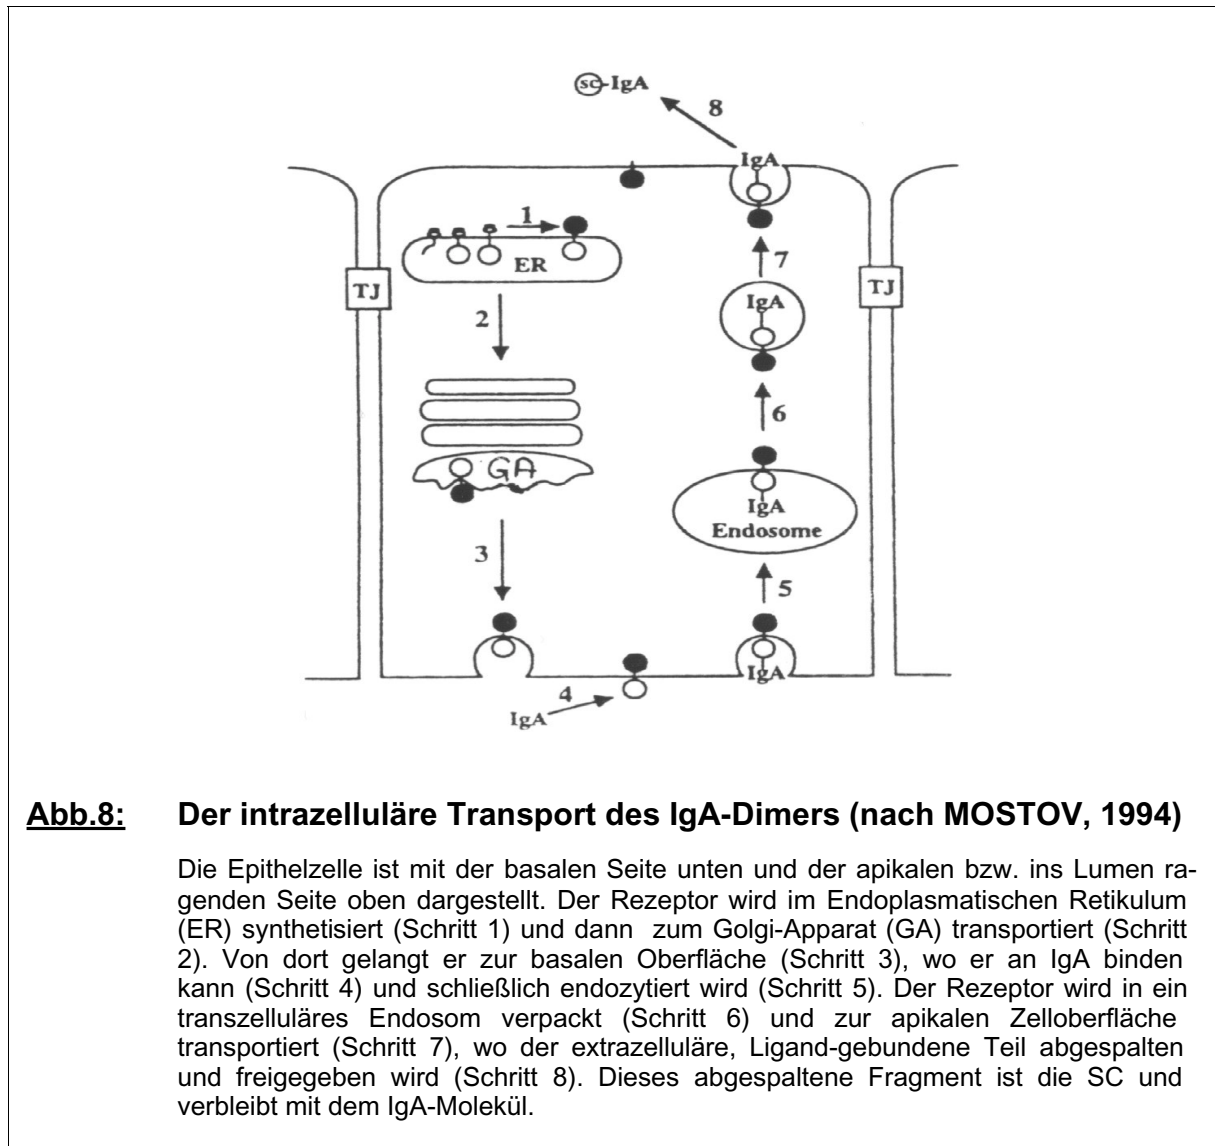 sc-IgA
8
IgA
1
ER
7
TJ
TJ
IgA
2
6
GA
IgA
Endosome
3
5
IgA
4
IgA
Abb.8: Der intrazelluläre Transport des IgA-Dimers (nach MOSTOV, 1994)
Die Epithelzelle ist mit der basalen Seite unten und der apikalen bzw. ins Lumen ra-
genden Seite oben dargestellt. Der Rezeptor wird im Endoplasmatischen Retikulum
(ER) synthetisiert (Schritt 1) und dann zum Golgi-Apparat (GA) transportiert (Schritt
2). Von dort gelangt er zur basalen Oberfläche (Schritt 3), wo er an IgA binden
kann (Schritt 4) und schließlich endozytiert wird (Schritt 5). Der Rezeptor wird in ein
transzelluläres Endosom verpackt (Schritt 6) und zur apikalen Zelloberfläche
transportiert (Schritt 7), wo der extrazelluläre, Ligand-gebundene Teil abgespalten
und freigegeben wird (Schritt 8). Dieses abgespaltene Fragment ist die SC und
verbleibt mit dem IgA-Molekül.